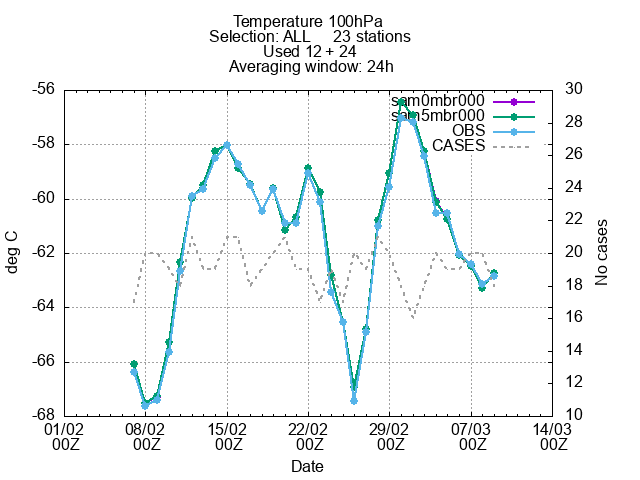 Temperature 100hPa
Selection: ALL 23 stations
Used 12 + 24
Averaging window: 24h
-56
-58
-60
-62
-64
-66
-68
30
28
26
24
22
20
18
16
14
12
10
sam0mbr000
sam5mbr000
OBS
CASES
deg C
No cases
01/02 08/02 15/02 22/02 29/02 07/03 14/03
00Z 00Z 00Z 00Z 00Z 00Z 00Z
Date